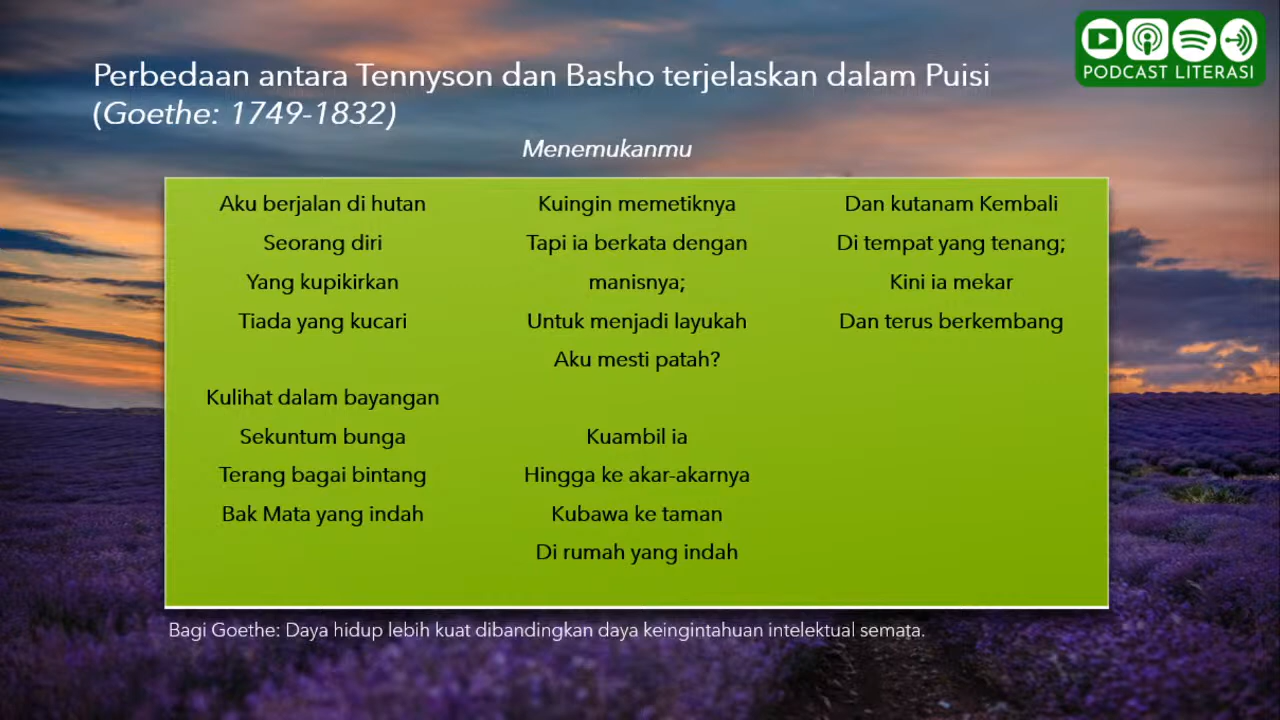 PODCAST LITERASI
Perbedaan antara Tennyson dan Basho terjelaskan dalam Puisi
(Goethe: 1749-1832)
Menemukanmu
Aku berjalan di hutan
Seorang diri
Yang kupikirkan
Tiada yang kucari
Kulihat dalam bayangan
Sekuntum bunga
Terang bagai bintang
Bak Mata yang indah
Kuingin memetiknya
Tapi ia berkata dengan
manisnya;
Untuk menjadi layukah
Aku mesti patah?
Kuambil ia
Hingga ke akar-akarnya
Kubawa ke taman
Di rumah yang indah
Dan kutanam Kembali
Di tempat yang tenang;
Kini ia mekar
Dan terus berkembang
Bagi Goethe: Daya hidup lebih kuat dibandingkan daya keingintahuan intelektual semata.